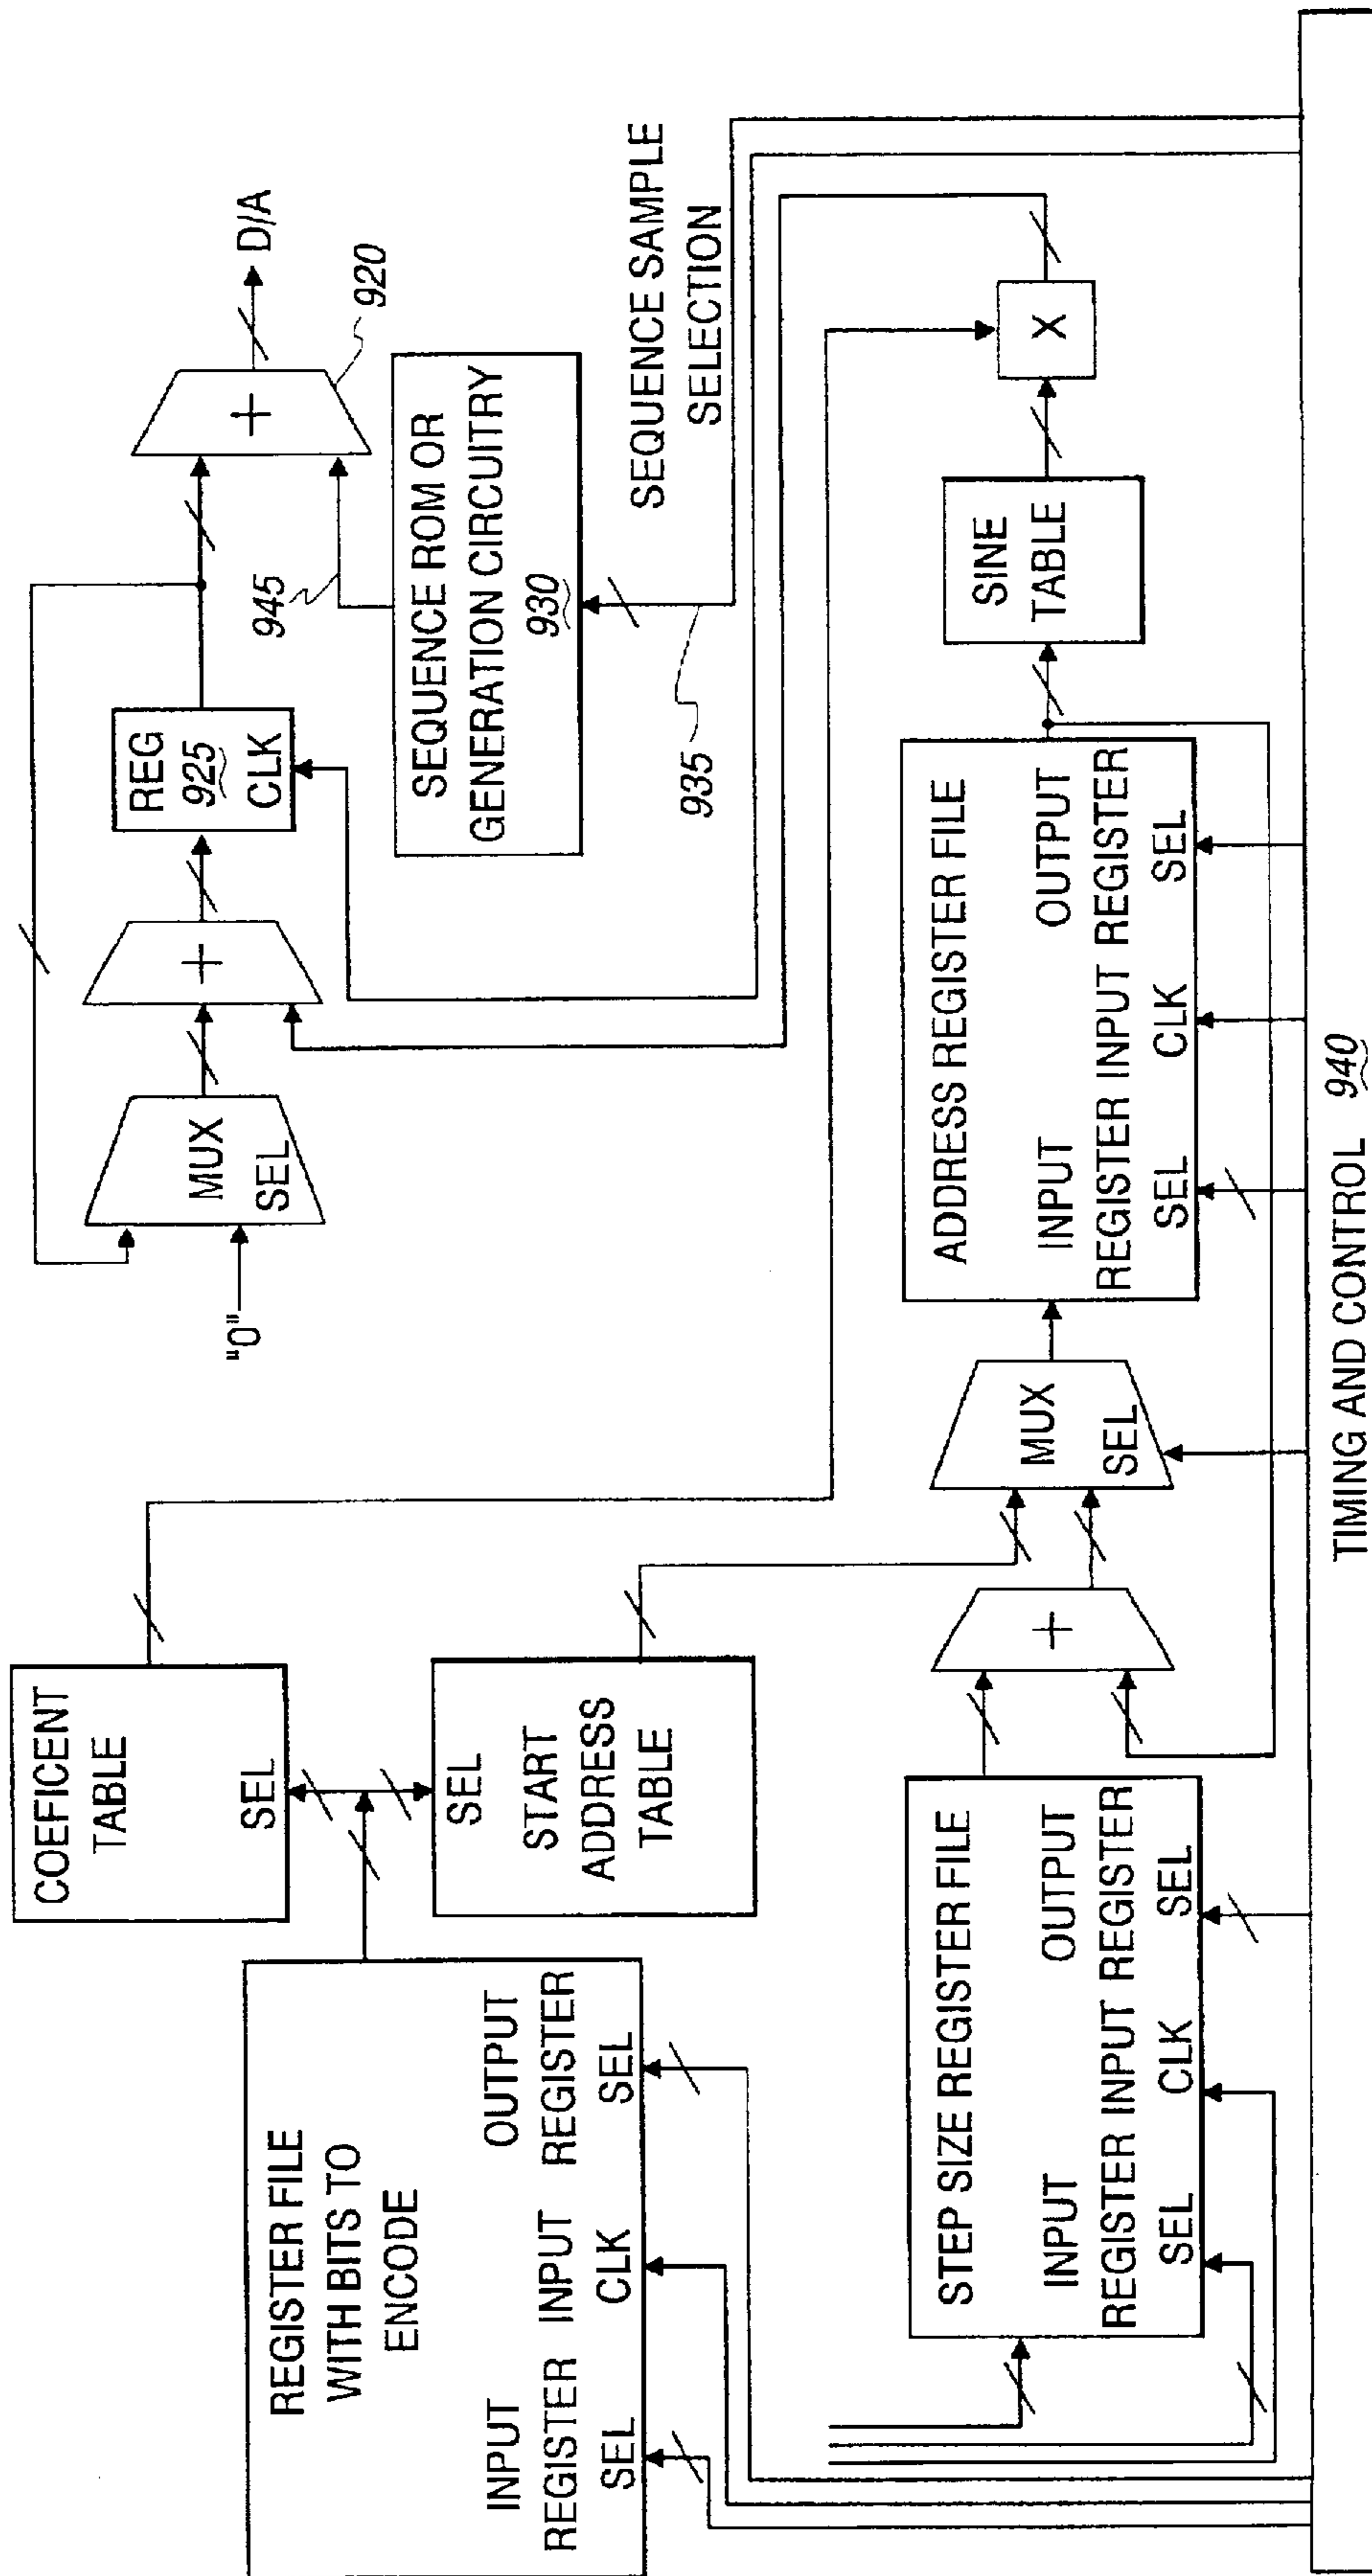 REGISTER FILE
WITH BITS TO
ENCODE
INPUT
OUTPUT
REGISTER INPUT REGISTER
SEL
CLK
SEL
COEFICENT
TABLE
SEL
SEL
START
ADDRESS
TABLE
"0"
MUX
SEL
+
REG
925
CLK
945
+
D/A
920
SEQUENCE ROM OR
GENERATION CIRCUITRY
930
935
SEQUENCE SAMPLE
SELECTION
STEP SIZE REGISTER FILE
INPUT
OUTPUT
REGISTER INPUT REGISTER
SEL
CLK
SEL
+
MUX
SEL
ADDRESS REGISTER FILE
INPUT
OUTPUT
REGISTER INPUT REGISTER
SEL
CLK
SEL
SINE
TABLE
X
TIMING AND CONTROL 940